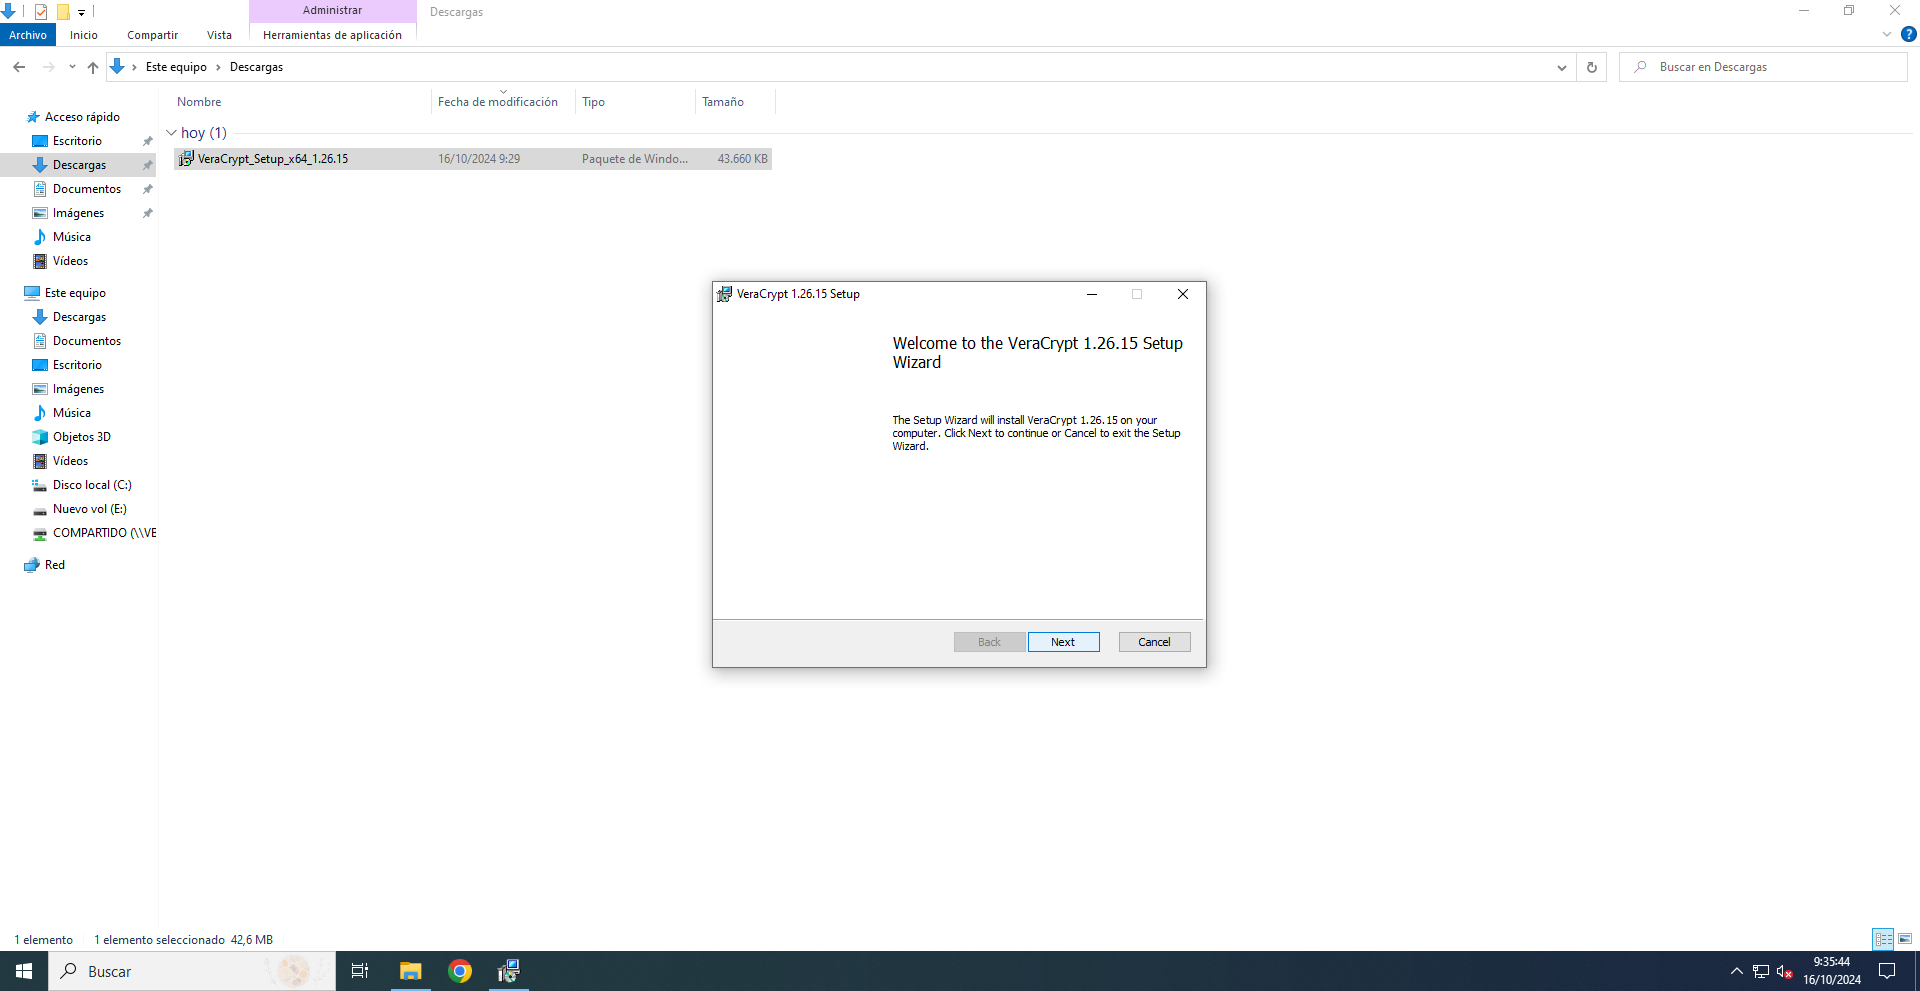 Administrar
Descargas
Archivo
Inicio
Compartir
Vista
Herramientas de aplicación
Este equipo
Descargas
Buscar en Descargas
Nombre
Fecha de modificación
Tipo
Tamaño
Acceso rápido
Escritorio
Descargas
Documentos
Imágenes
Música
Vídeos
Este equipo
Descargas
Documentos
Escritorio
Imágenes
Música
Objetos 3D
Vídeos
Disco local (C:)
Nuevo vol (E:)
COMPARTIDO (\\VE
Red
hoy (1)
VeraCrypt_Setup_x64_1.26.15
16/10/2024 9:29
Paquete de Windo...
43.660 KB
VeraCrypt 1.26.15 Setup
Welcome to the VeraCrypt 1.26.15 Setup
Wizard
The Setup Wizard will install VeraCrypt 1.26.15 on your
computer. Click Next to continue or Cancel to exit the Setup
Wizard.
Back
Next
Cancel
1 elemento
1 elemento seleccionado 42,6 MB
Buscar
9:35:44
16/10/2024